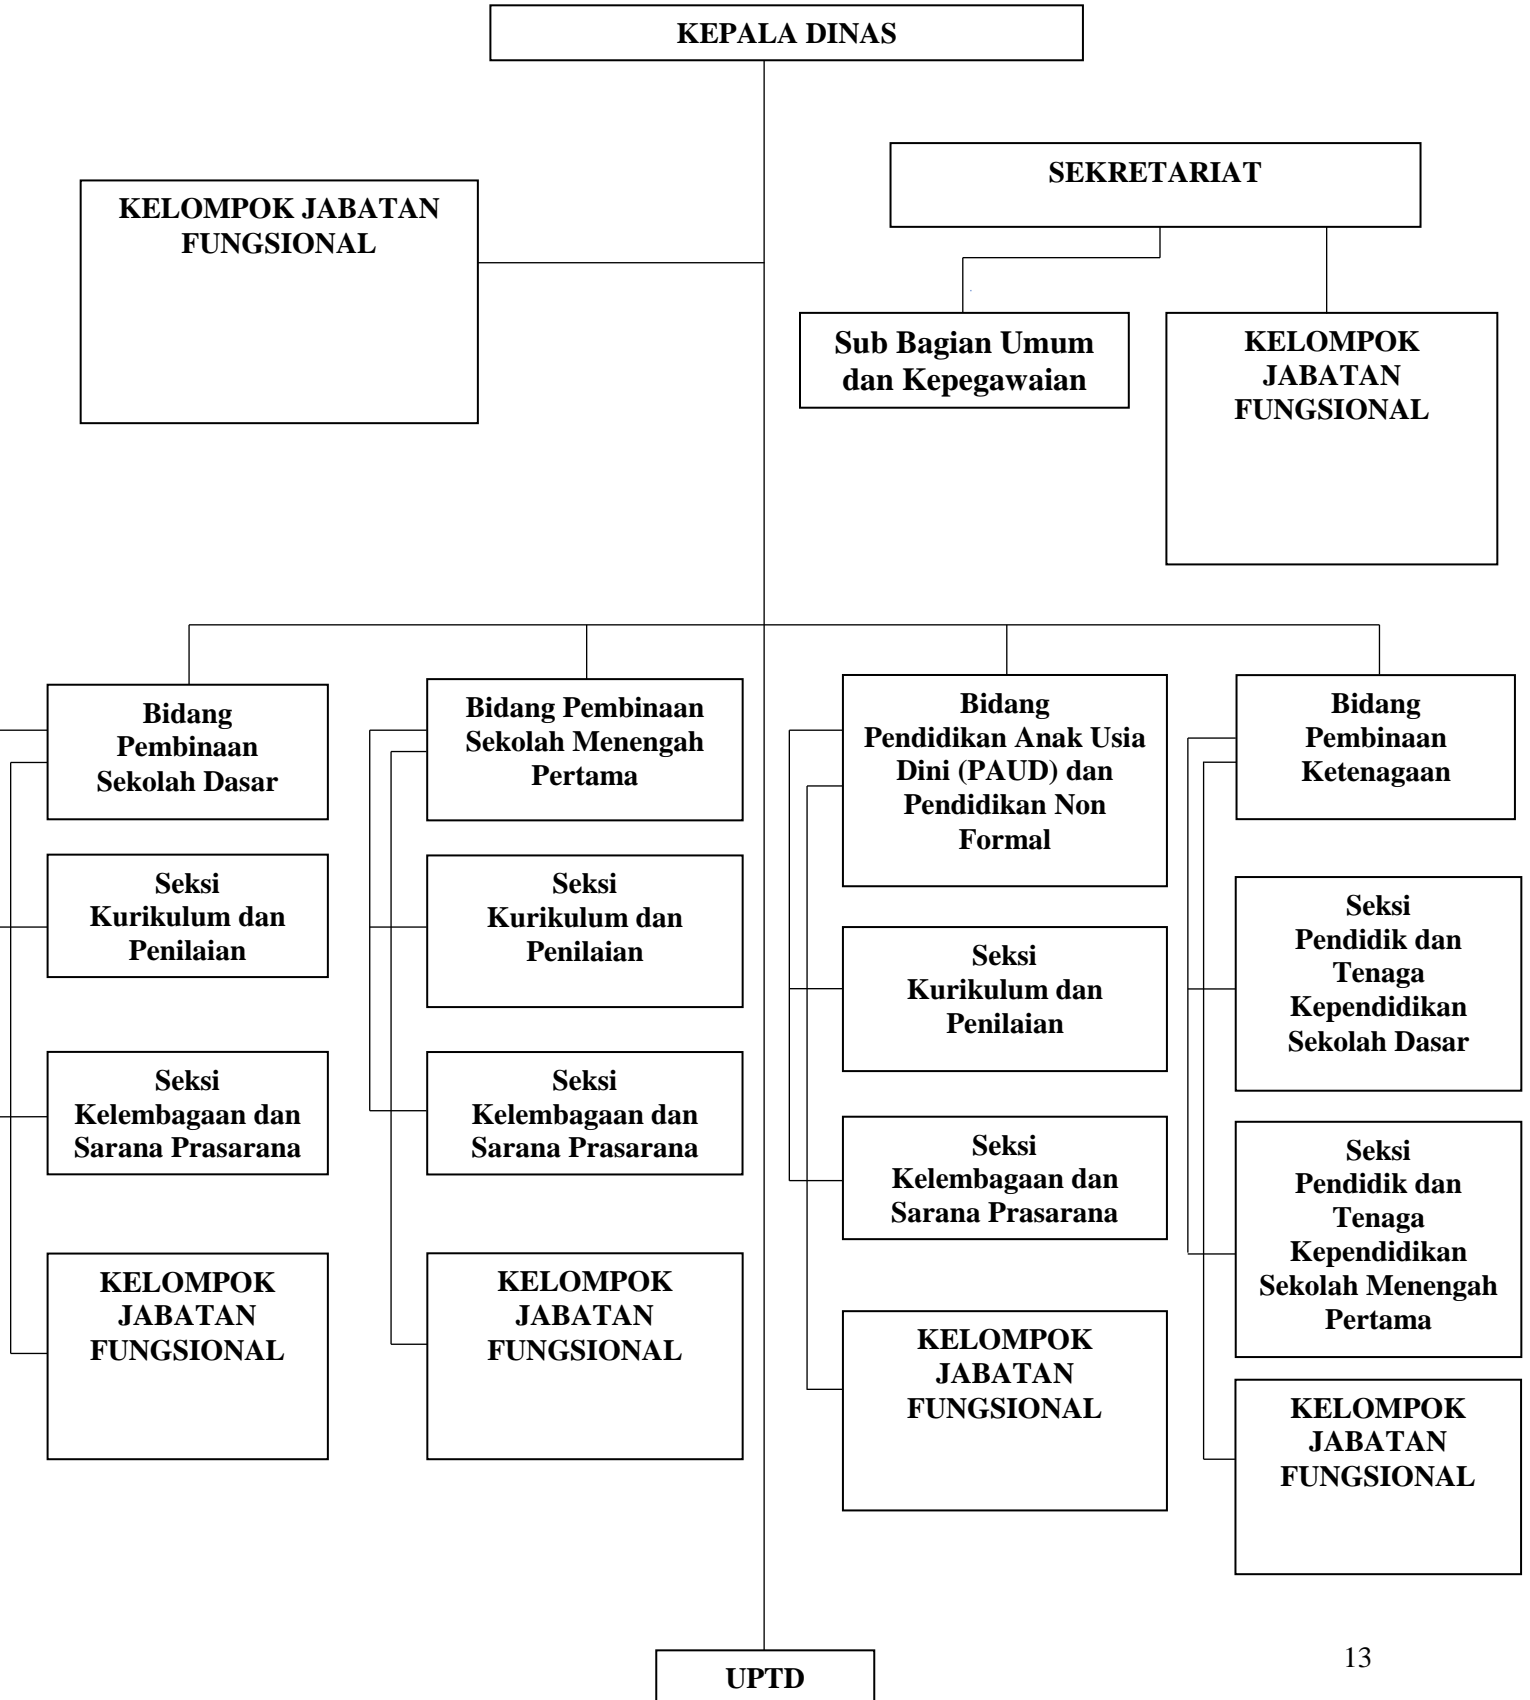 KEPALA DINAS
SEKRETARIAT
KELOMPOK JABATAN
FUNGSIONAL
Sub Bagian Umum
dan Kepegawaian
KELOMPOK
JABATAN
FUNGSIONAL
Bidang
Pembinaan
Sekolah Dasar
Seksi
Kurikulum dan
Penilaian
Seksi
Kelembagaan dan
Sarana Prasarana
KELOMPOK
JABATAN
FUNGSIONAL
Bidang Pembinaan
Sekolah Menengah
Pertama
Seksi
Kurikulum dan
Penilaian
Seksi
Kelembagaan dan
Sarana Prasarana
KELOMPOK
JABATAN
FUNGSIONAL
Bidang
Pendidikan Anak Usia
Dini (PAUD) dan
Pendidikan Non
Formal
Seksi
Kurikulum dan
Penilaian
Seksi
Kelembagaan dan
Sarana Prasarana
KELOMPOK
JABATAN
FUNGSIONAL
Bidang
Pembinaan
Ketenagaan
Seksi
Pendidik dan
Tenaga
Kependidikan
Sekolah Dasar
Seksi
Pendidik dan
Tenaga
Kependidikan
Sekolah Menengah
Pertama
KELOMPOK
JABATAN
FUNGSIONAL
UPTD
13